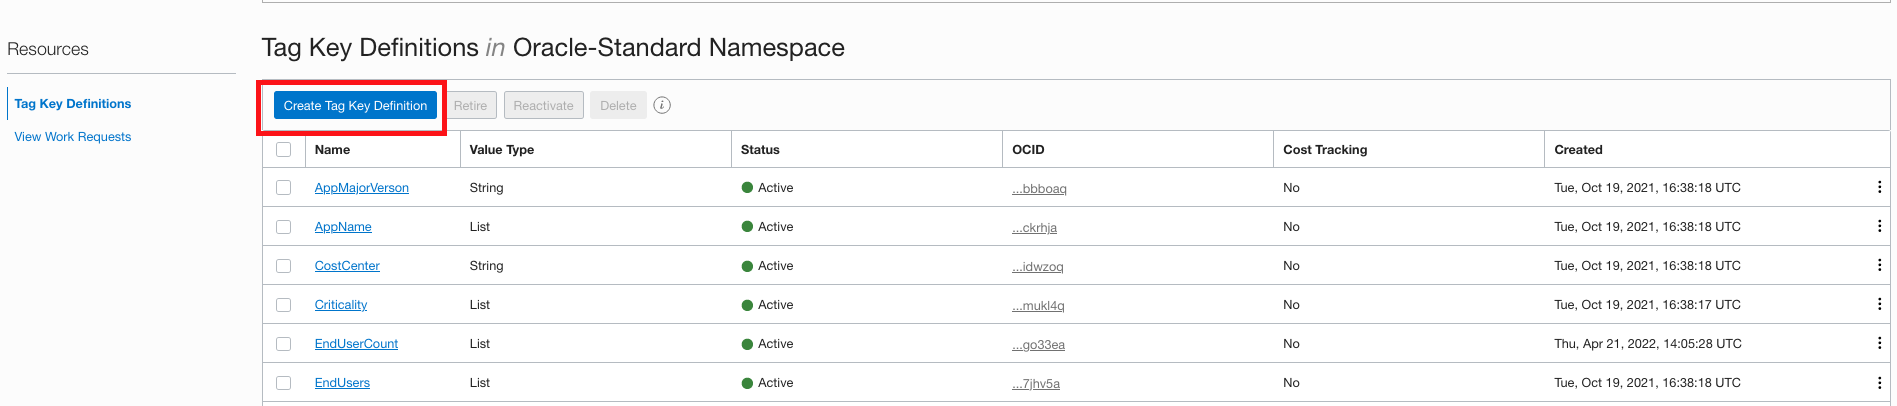 Resources
Tag Key Definitions
View Work Requests
Tag Key Definitions in Oracle-Standard Namespace
Create Tag Key Definition Retire Reactivate Delete i
Name Value Type Status OCID Cost Tracking Created
AppMajorVerson String Active ...bbboaq No Tue, Oct 19, 2021, 16:38:18 UTC
AppName List Active ...ckrhja No Tue, Oct 19, 2021, 16:38:18 UTC
CostCenter String Active ...idwzoq No Tue, Oct 19, 2021, 16:38:18 UTC
Criticality List Active ...mukl4q No Tue, Oct 19, 2021, 16:38:17 UTC
EndUserCount List Active ...go33ea No Thu, Apr 21, 2022, 14:05:28 UTC
EndUsers List Active ...7jhv5a No Tue, Oct 19, 2021, 16:38:18 UTC